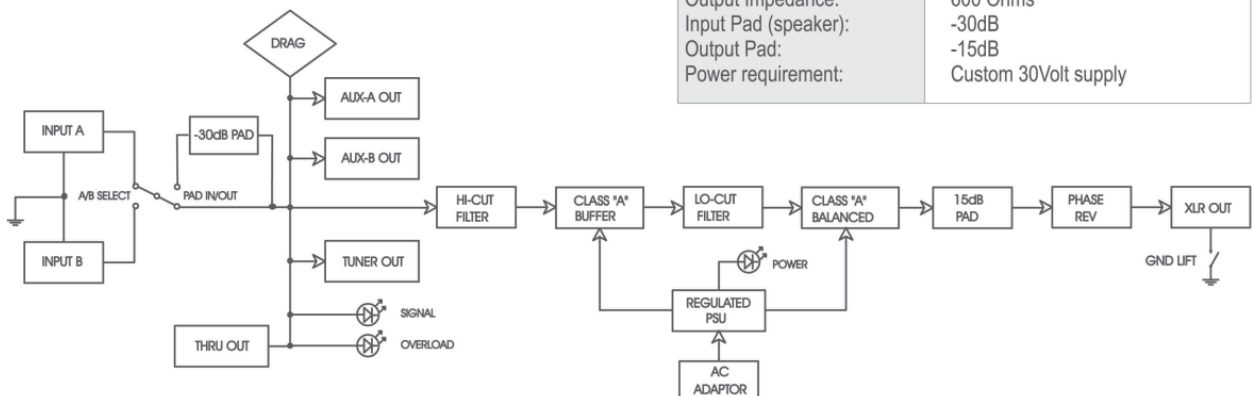 Output Impedance: 600 Ohms
Input Pad (speaker): -30dB
Output Pad: -15dB
Power requirement: Custom 30Volt supply
DRAG
AUX-A OUT
INPUT A
-30dB PAD
AUX-B OUT
A/B SELECT
PAD IN/OUT
HI-CUT
FILTER
CLASS "A"
BUFFER
LO-CUT
FILTER
CLASS "A"
BALANCED
15dB
PAD
PHASE
REV
XLR OUT
INPUT B
TUNER OUT
POWER
GND LIFT
REGULATED
PSU
SIGNAL
THRU OUT
OVERLOAD
AC
ADAPTOR